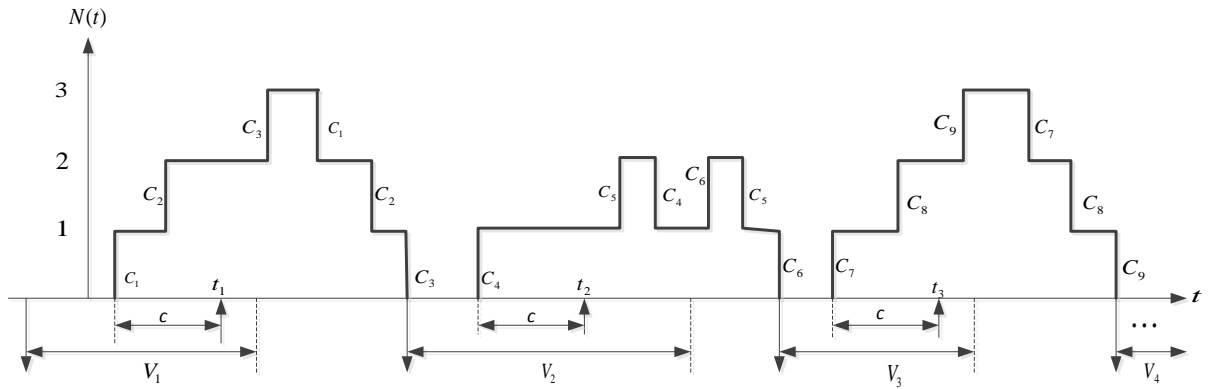 N(t)
3
C₃ C₁ C₉ C₇
2
C₂ C₂ C₅ C₄ C₆ C₅ C₈ C₈
1
C₁ t₁ C₃ C₄ t₂ C₆ C₇ t₃ C₉
t
c c c ...
V₁ V₂ V₃ V₄